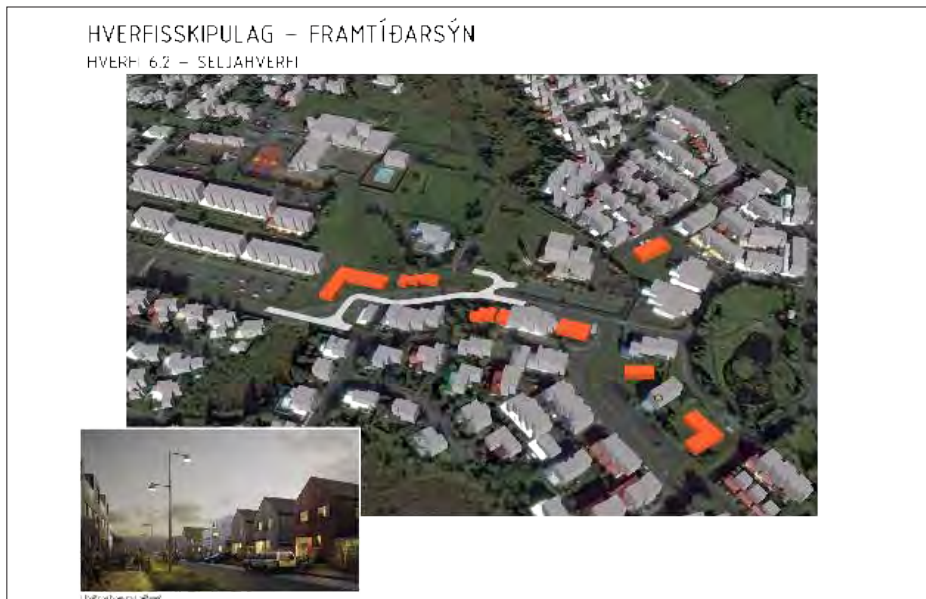 HVERFISSKIPULAG – FRAMTÍÐARSÝN
HVERFI 6.2 – SELJAHVERFI